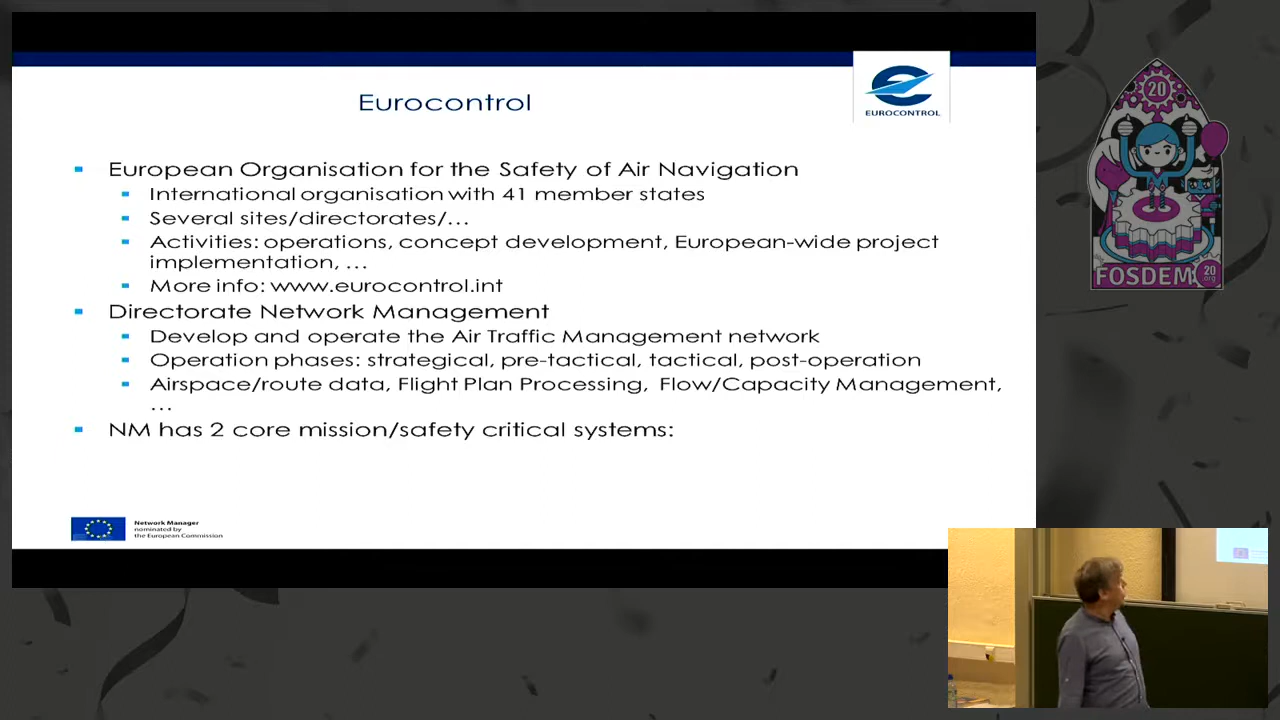 Eurocontrol
EUROCONTROL
European Organisation for the Safety of Air Navigation
International organisation with 41 member states
Several sites/directorates/...
Activities: operations, concept development, European-wide project
implementation, ...
More info: www.eurocontrol.int
Directorate Network Management
Develop and operate the Air Traffic Management network
Operation phases: strategical, pre-tactical, tactical, post-operation
Airspace/route data, Flight Plan Processing, Flow/Capacity Management,
...
NM has 2 core mission/safety critical systems:
Network Manager
nominated by
the European Commission
20
FOSDEM
20
.org